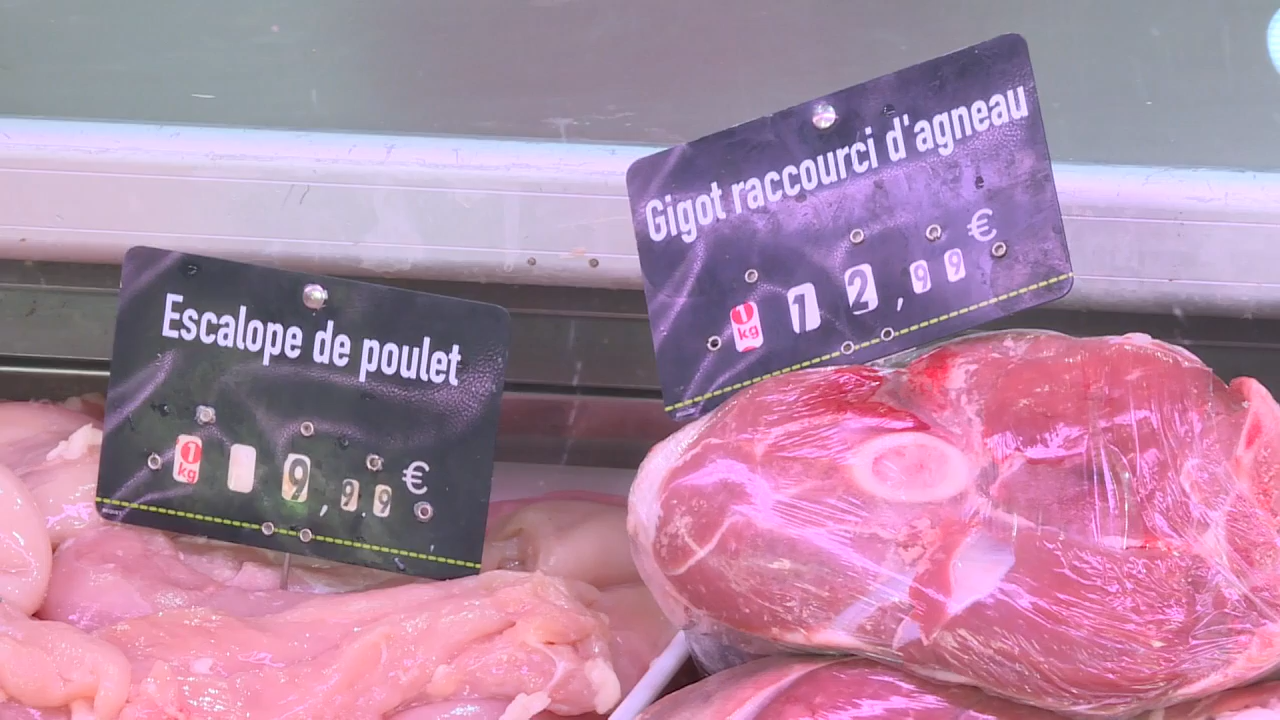 Escalope de poulet
1 kg 9,99 €
Gigot raccourci d'agneau
1 kg 12,99 €